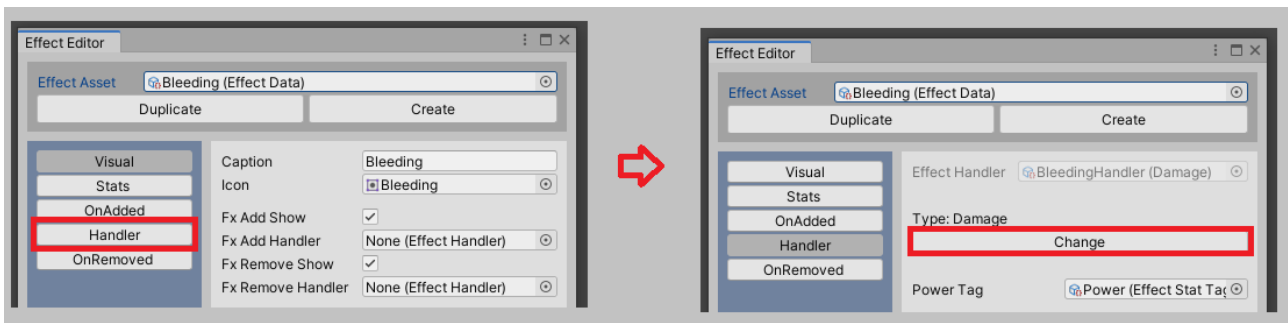 Effect Editor
Effect Asset Bleeding (Effect Data)
Duplicate Create
Visual
Stats
OnAdded
Handler
OnRemoved
Caption Bleeding
Icon Bleeding
Fx Add Show
Fx Add Handler None (Effect Handler)
Fx Remove Show
Fx Remove Handler None (Effect Handler)
Effect Editor
Effect Asset Bleeding (Effect Data)
Duplicate Create
Visual
Stats
OnAdded
Handler
OnRemoved
Effect Handler BleedingHandler (Damage)
Type: Damage
Change
Power Tag Power (Effect Stat Tag